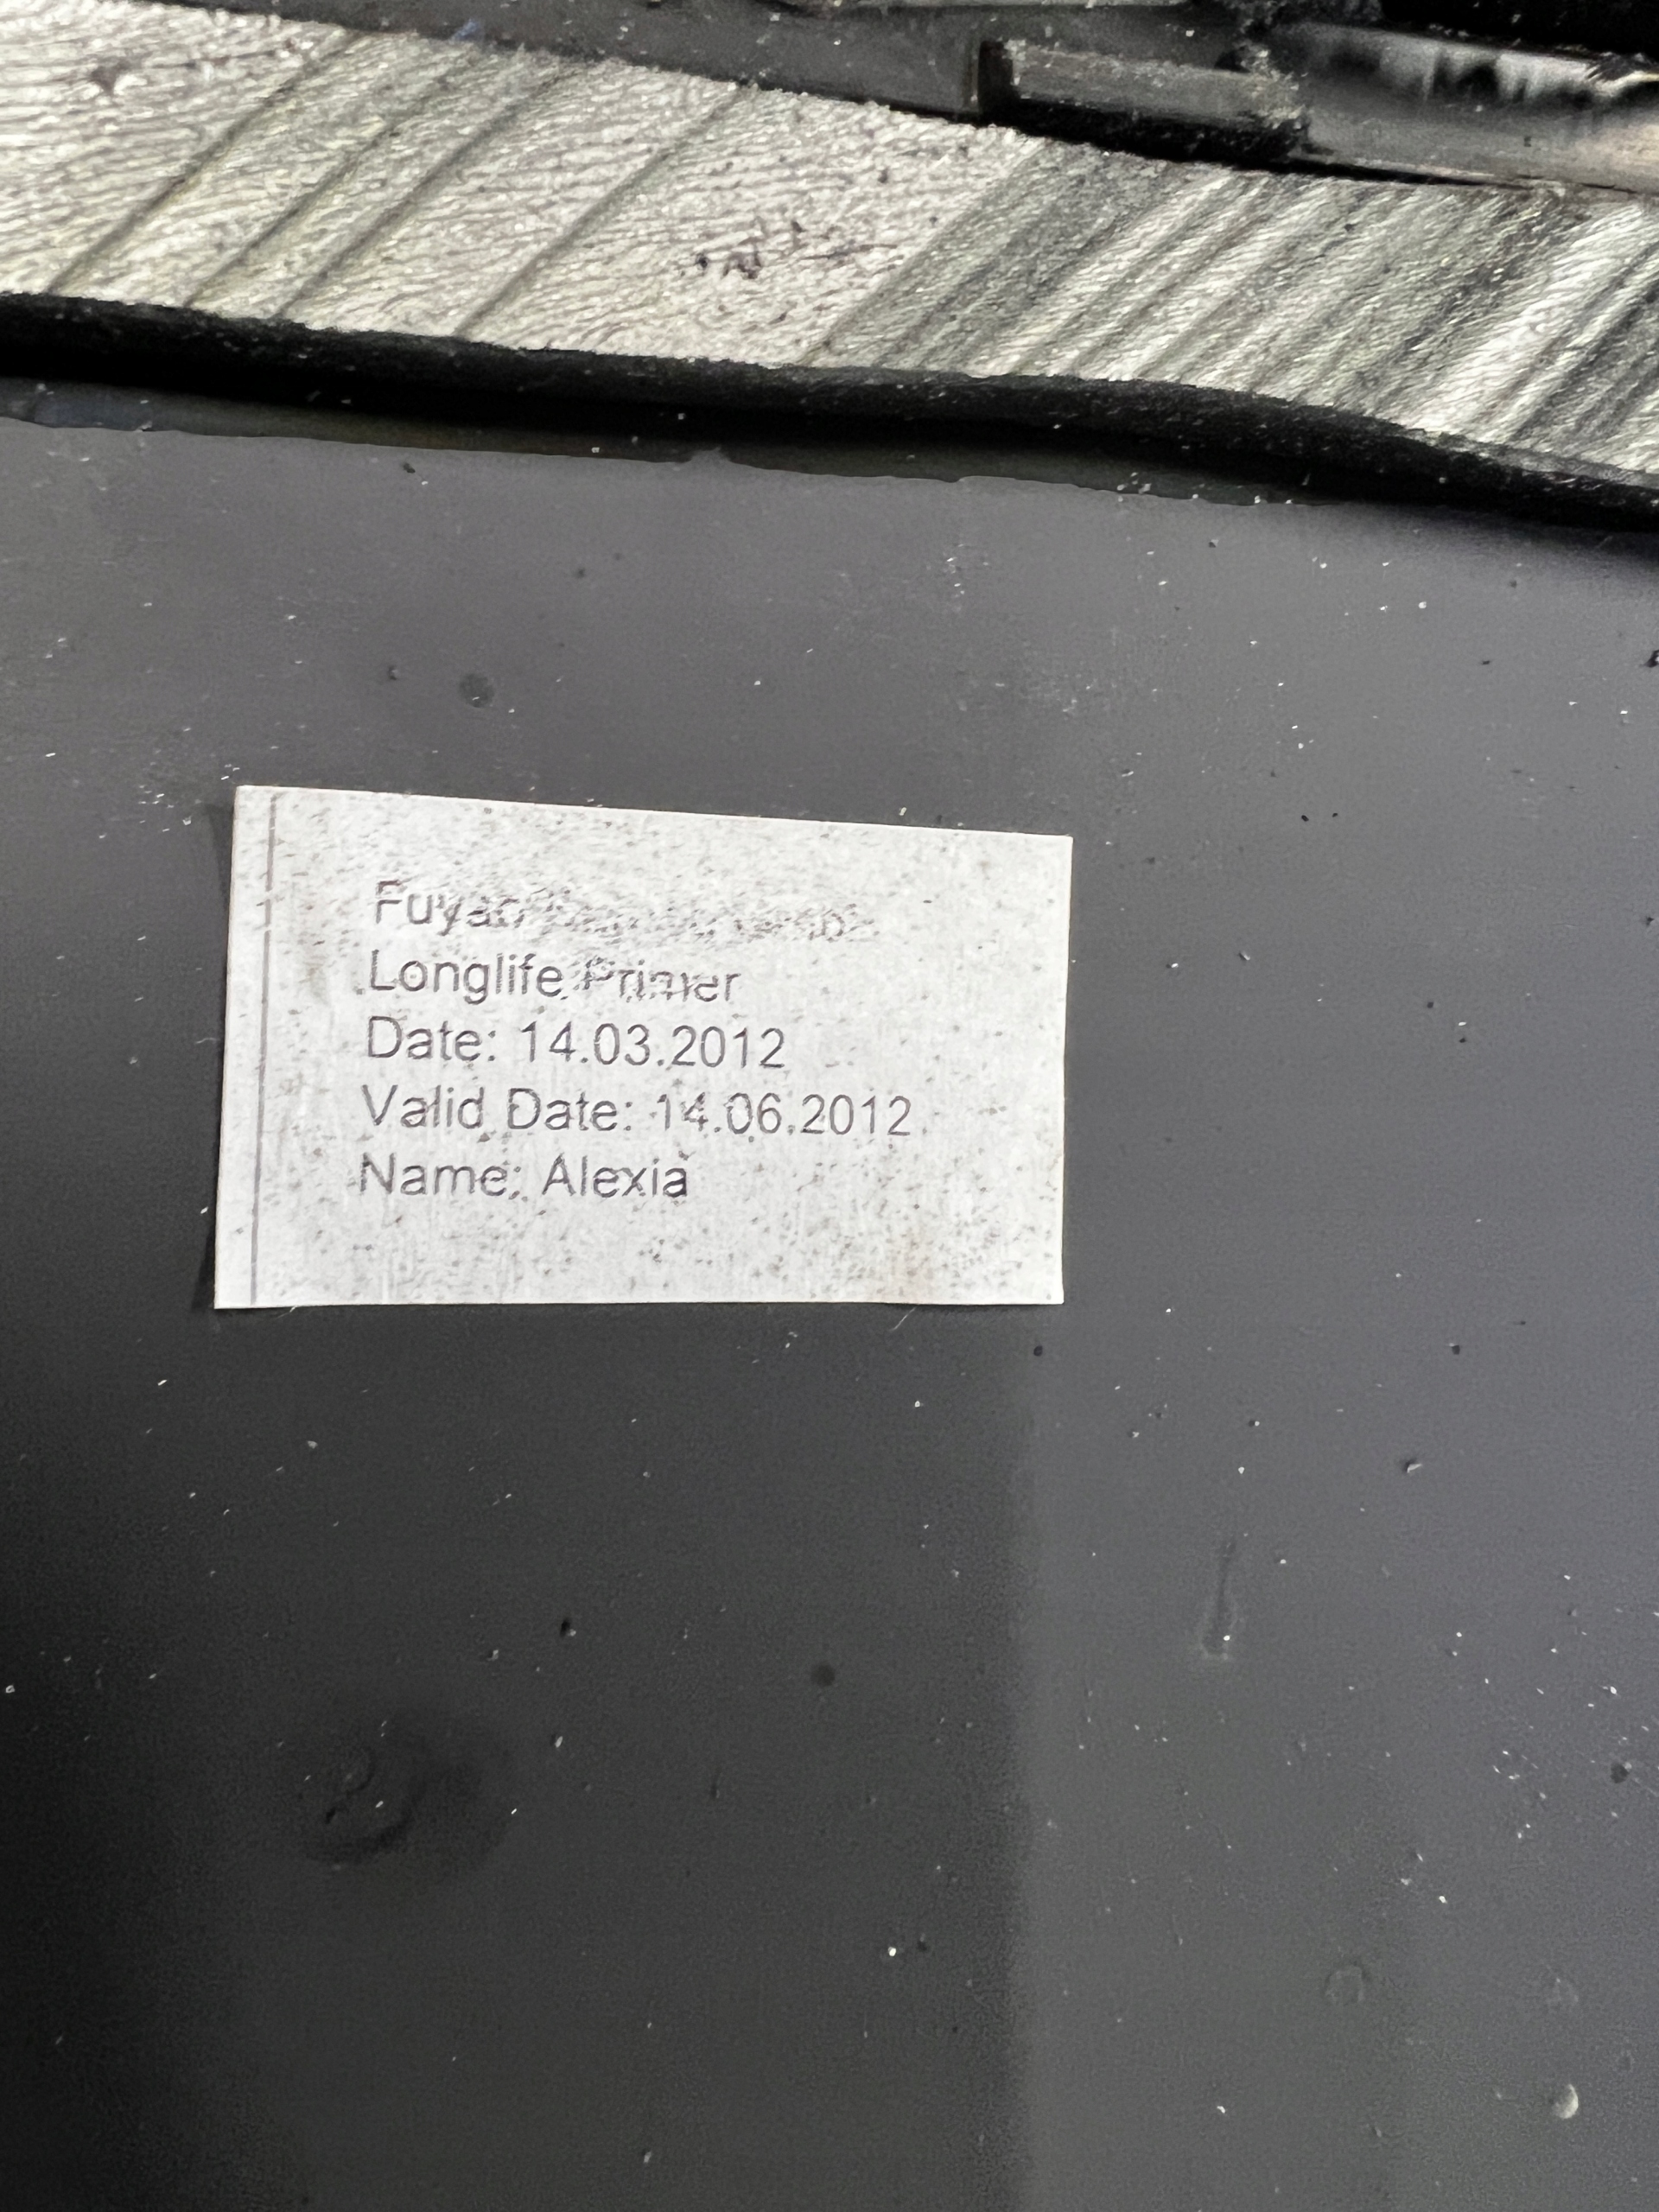 Fuyao
Longlife Primer
Date: 14.03.2012
Valid Date: 14.06.2012
Name: Alexia